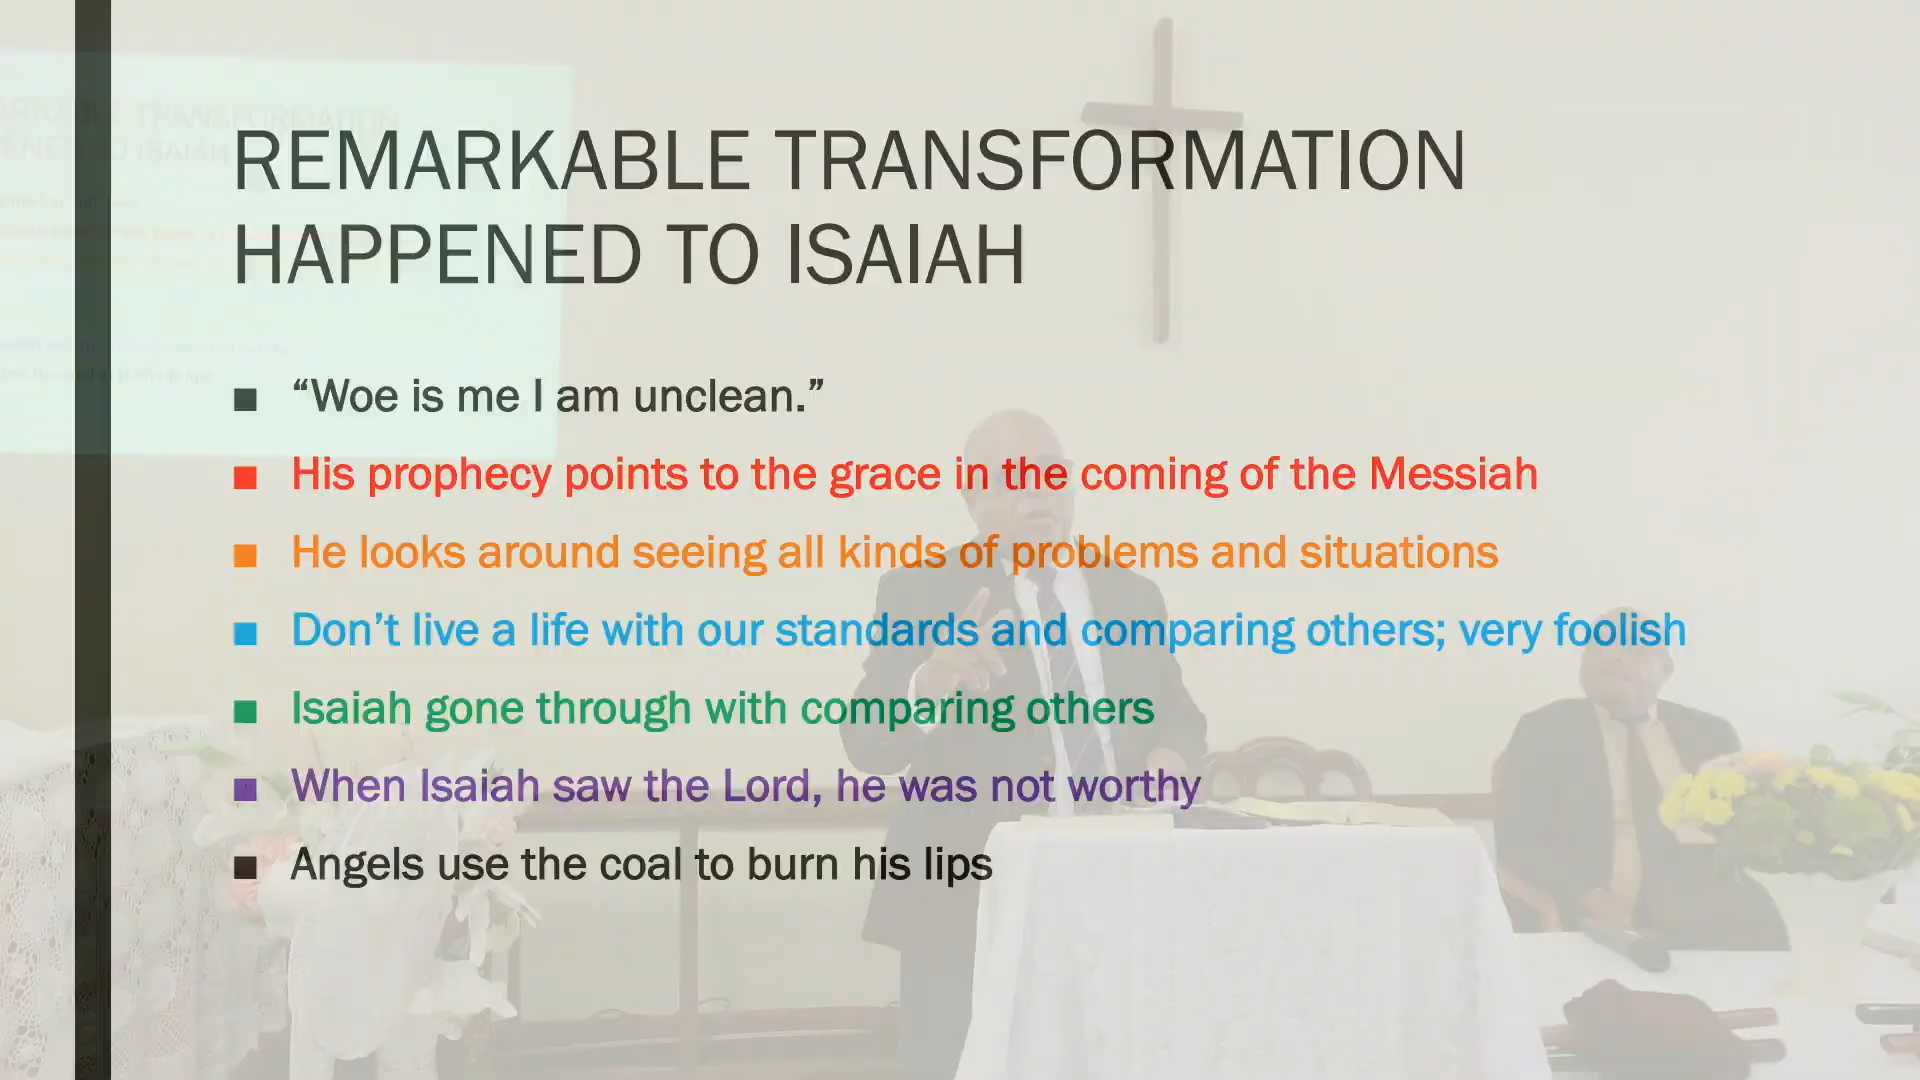 REMARKABLE TRANSFORMATION
HAPPENED TO ISAIAH
“Woe is me I am unclean.”
His prophecy points to the grace in the coming of the Messiah
He looks around seeing all kinds of problems and situations
Don’t live a life with our standards and comparing others; very foolish
Isaiah gone through with comparing others
When Isaiah saw the Lord, he was not worthy
Angels use the coal to burn his lips